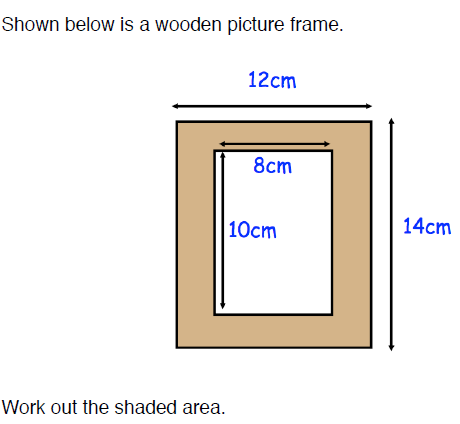 Shown below is a wooden picture frame.
12cm
8cm
10cm
14cm
Work out the shaded area.